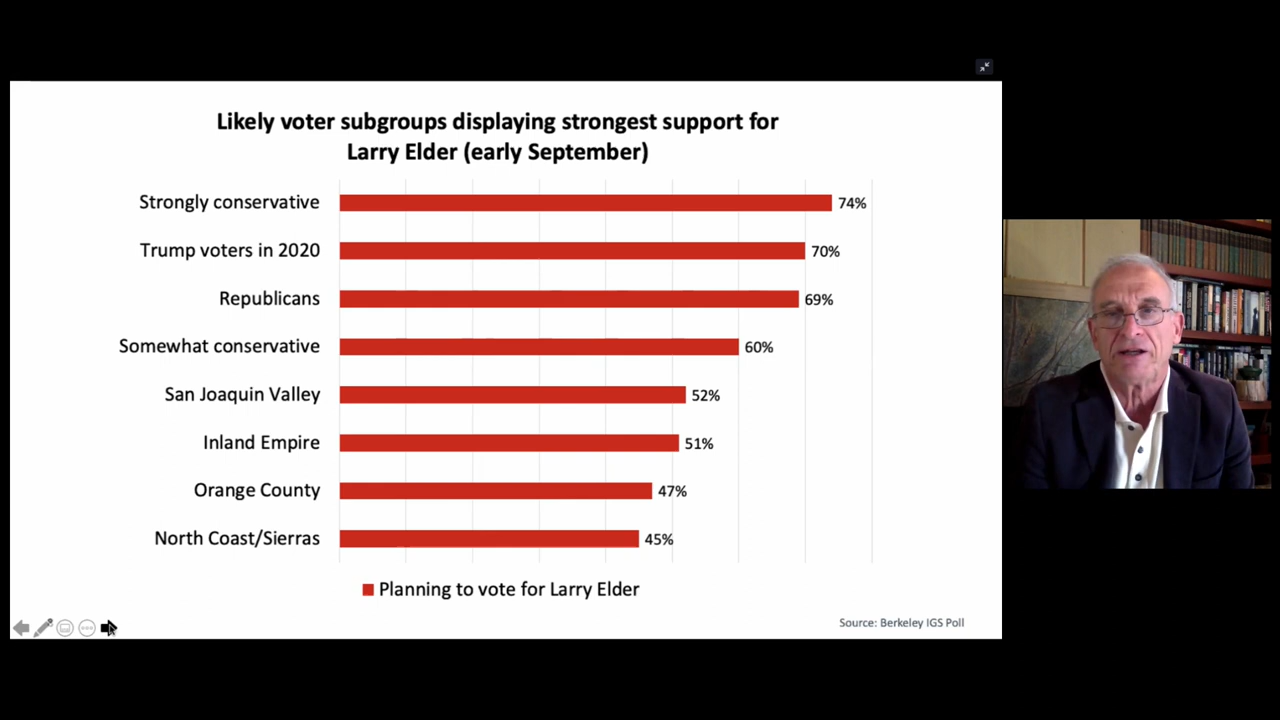 Likely voter subgroups displaying strongest support for
Larry Elder (early September)
Strongly conservative 74%
Trump voters in 2020 70%
Republicans 69%
Somewhat conservative 60%
San Joaquin Valley 52%
Inland Empire 51%
Orange County 47%
North Coast/Sierras 45%
Planning to vote for Larry Elder
Source: Berkeley IGS Poll